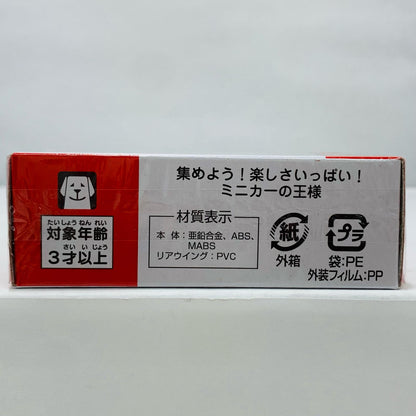 集めよう!楽しさいっぱい!
ミニカーの王様
たいしょうねんれい
対象年齢
さいいじょう
3才以上
材質表示
本体:亜鉛合金、ABS、
MABS
リアウイング:PVC
紙
外箱
プラ
袋:PE
外装フィルム:PP